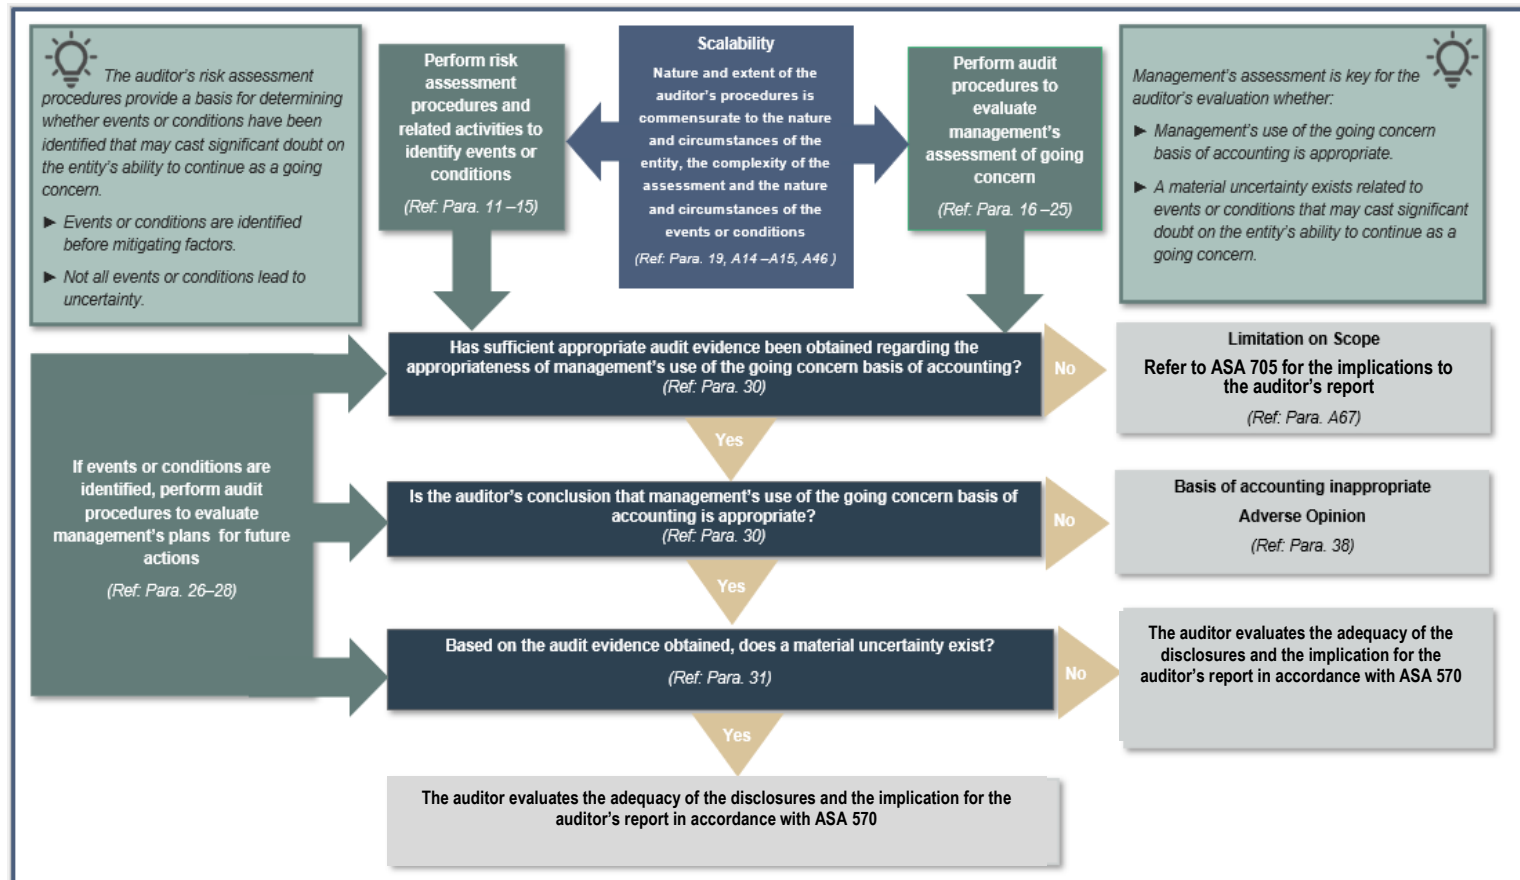 The auditor's risk assessment
procedures provide a basis for determining
whether events or conditions have been
identified that may cast significant doubt on
the entity's ability to continue as a going
concern.
► Events or conditions are identified
before mitigating factors.
► Not all events or conditions lead to
uncertainty.
Perform risk
assessment
procedures and
related activities to
identify events or
conditions
(Ref: Para. 11 –15)
Scalability
Nature and extent of the
auditor's procedures is
commensurate to the nature
and circumstances of the
entity, the complexity of the
assessment and the nature
and circumstances of the
events or conditions
(Ref: Para. 19, A14 –A15, A46 )
Perform audit
procedures to
evaluate
management's
assessment of going
concern
(Ref: Para. 16 –25)
Management's assessment is key for the
auditor's evaluation whether:
► Management's use of the going concern
basis of accounting is appropriate.
► A material uncertainty exists related to
events or conditions that may cast significant
doubt on the entity's ability to continue as a
going concern.
If events or conditions are
identified, perform audit
procedures to evaluate
management's plans for future
actions
(Ref: Para. 26–28)
Has sufficient appropriate audit evidence been obtained regarding the
appropriateness of management's use of the going concern basis of accounting?
(Ref: Para. 30)
No
Limitation on Scope
Refer to ASA 705 for the implications to
the auditor's report
(Ref: Para. A67)
Yes
Is the auditor's conclusion that management's use of the going concern basis of
accounting is appropriate?
(Ref: Para. 30)
No
Basis of accounting inappropriate
Adverse Opinion
(Ref: Para. 38)
Yes
Based on the audit evidence obtained, does a material uncertainty exist?
(Ref: Para. 31)
No
The auditor evaluates the adequacy of the
disclosures and the implication for the
auditor's report in accordance with ASA 570
Yes
The auditor evaluates the adequacy of the disclosures and the implication for the
auditor's report in accordance with ASA 570